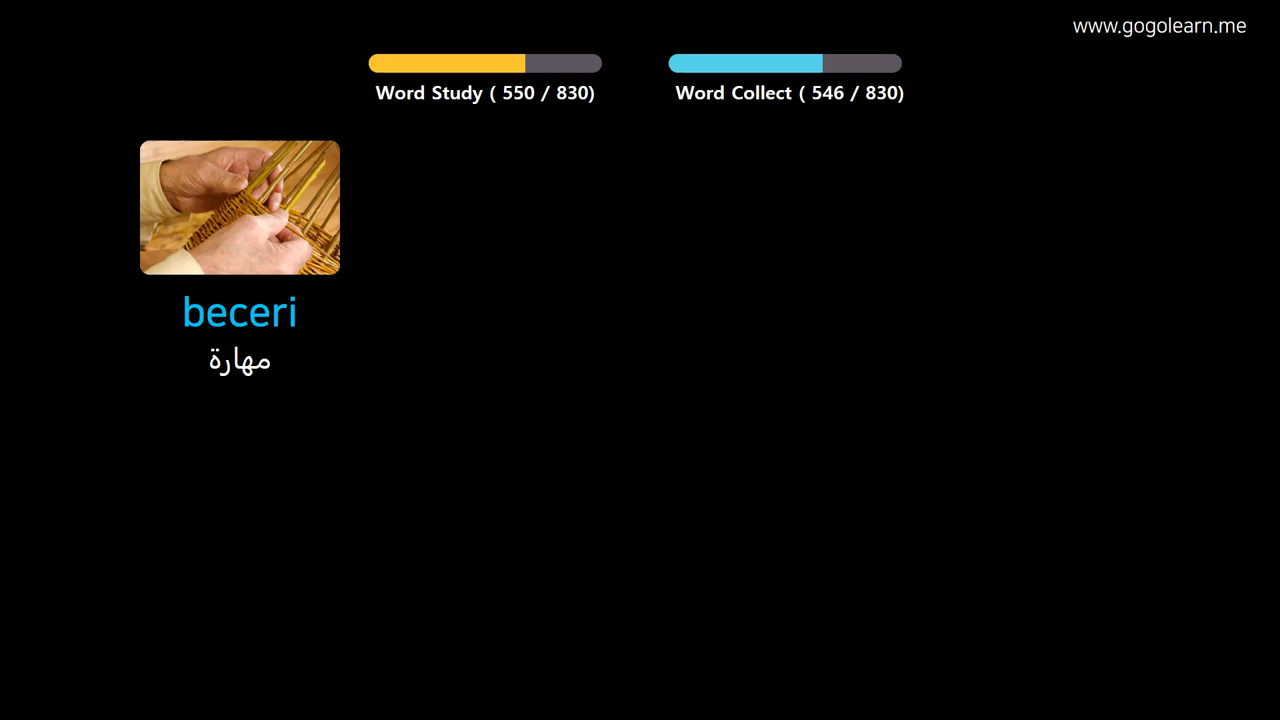 www.gogolearn.me
Word Study ( 550 / 830)
Word Collect ( 546 / 830)
beceri
مهارة